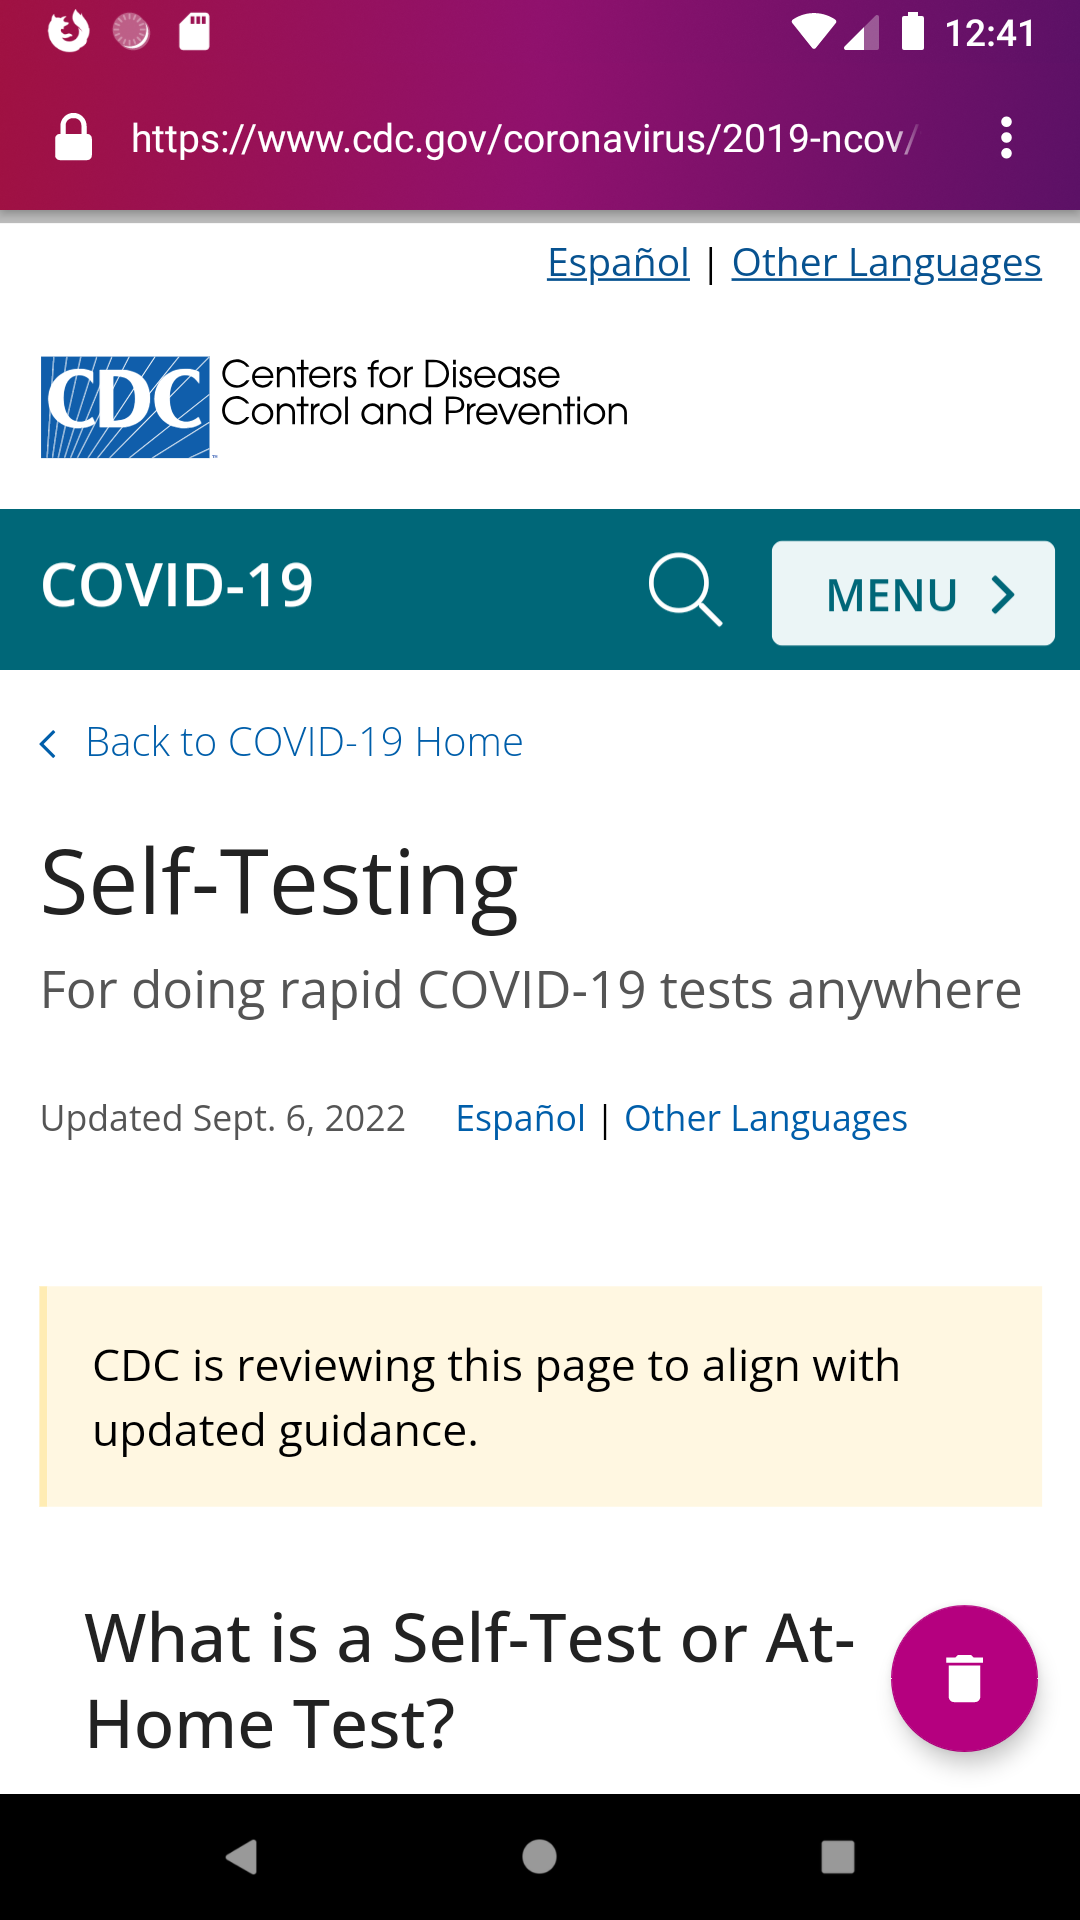 12:41
https://www.cdc.gov/coronavirus/2019-ncov/
Español | Other Languages
CDC
Centers for Disease
Control and Prevention
COVID-19
MENU
Back to COVID-19 Home
Self-Testing
For doing rapid COVID-19 tests anywhere
Updated Sept. 6, 2022 Español | Other Languages
CDC is reviewing this page to align with
updated guidance.
What is a Self-Test or At-
Home Test?